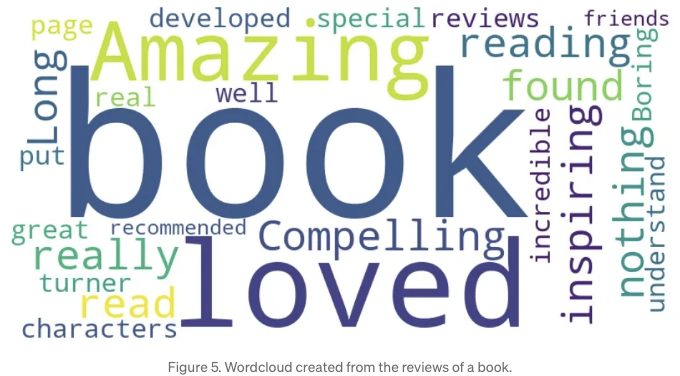 page
developed
special
reviews
friends
Amazing
reading
Long
real
well
found
Boring
put
book
incredible
inspiring
nothing
understand
great
recommended
Compelling
really
loved
turner
read
characters
Figure 5. Wordcloud created from the reviews of a book.